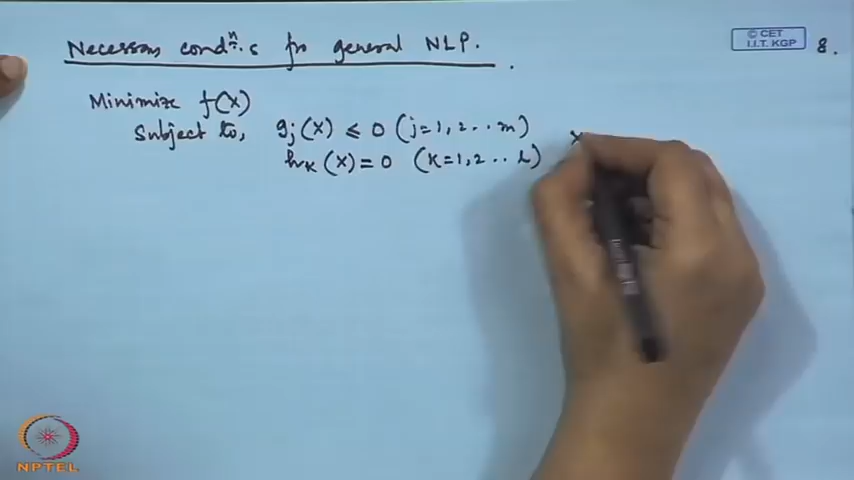 Necessary condⁿ.s for general NLP.
© CET
I.I.T. KGP
8.
Minimize f(X)
Subject to, gj(X) ≤ 0 (j=1, 2 .. m)
hK(X) = 0 (K=1,2 .. l)
X
NPTEL